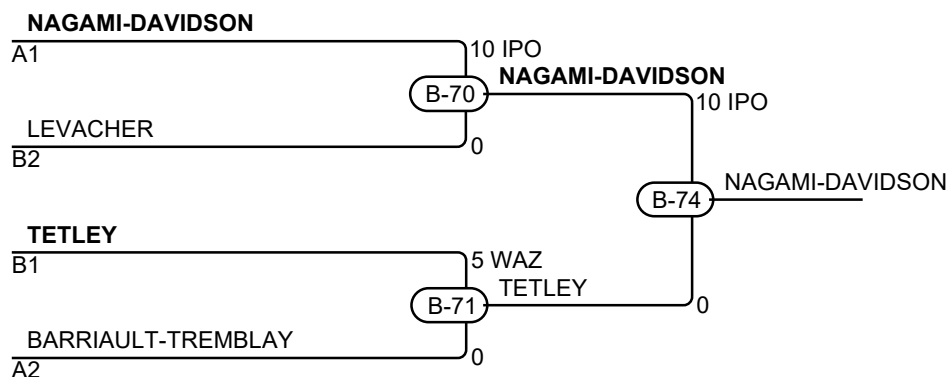 NAGAMI-DAVIDSON
A1
10 IPO
B-70
NAGAMI-DAVIDSON
10 IPO
LEVACHER
B2
0
B-74
NAGAMI-DAVIDSON
TETLEY
B1
5 WAZ
B-71
TETLEY
0
BARRIAULT-TREMBLAY
A2
0